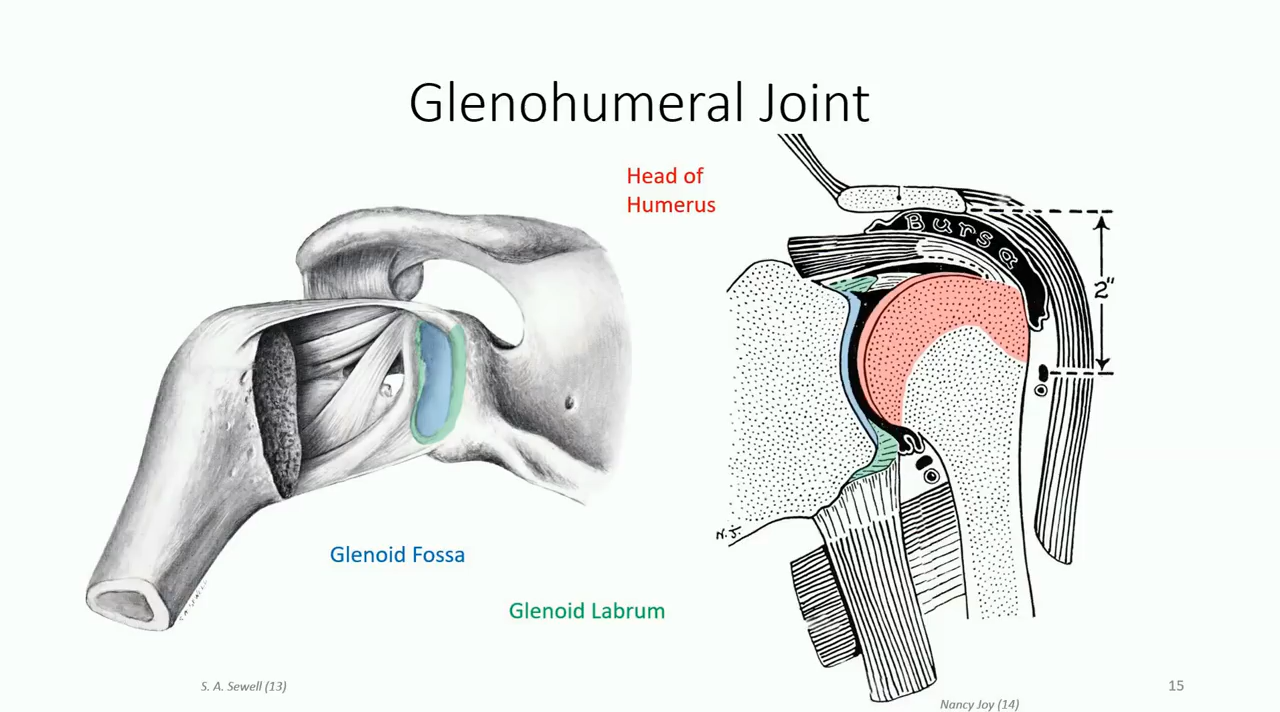 Glenohumeral Joint
Head of
Humerus
Bursa
2"
Glenoid Fossa
Glenoid Labrum
N.J.
S. A. Sewell (13)
Nancy Joy (14)
15